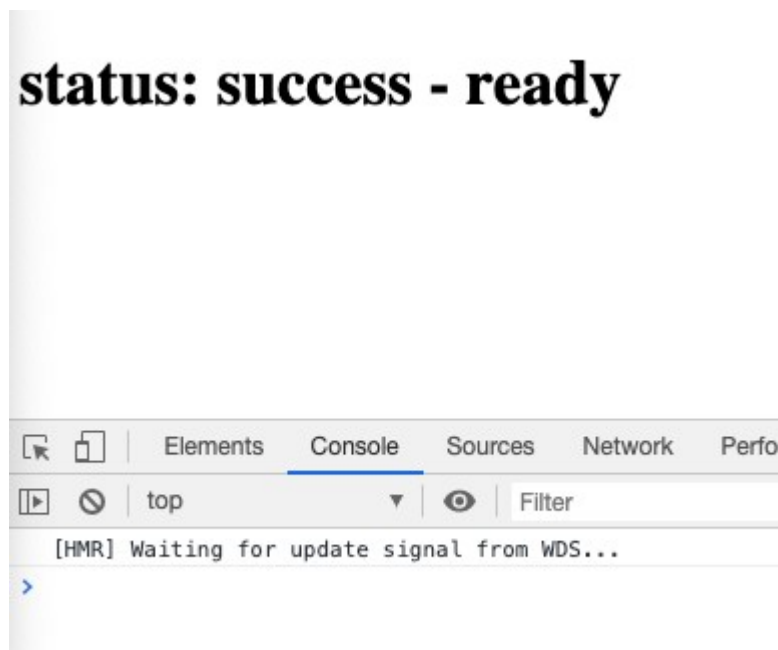 status: success - ready
Elements Console Sources Network Perfo
top Filter
[HMR] Waiting for update signal from WDS...